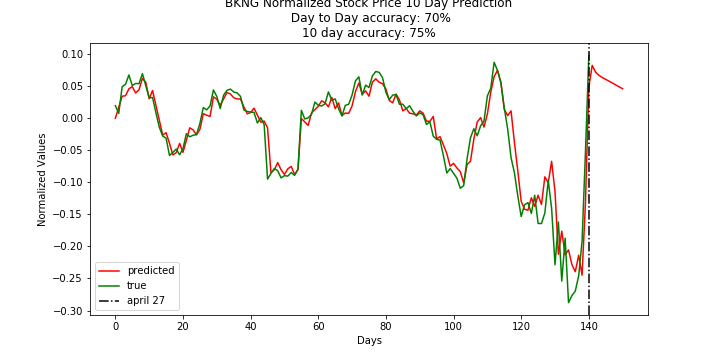 BKNG Normalized Stock Price 10 Day Prediction
Day to Day accuracy: 70%
10 day accuracy: 75%
0.10
0.05
0.00
−0.05
−0.10
−0.15
−0.20
−0.25
−0.30
Normalized Values
predicted
true
april 27
0
20
40
60
80
100
120
140
Days